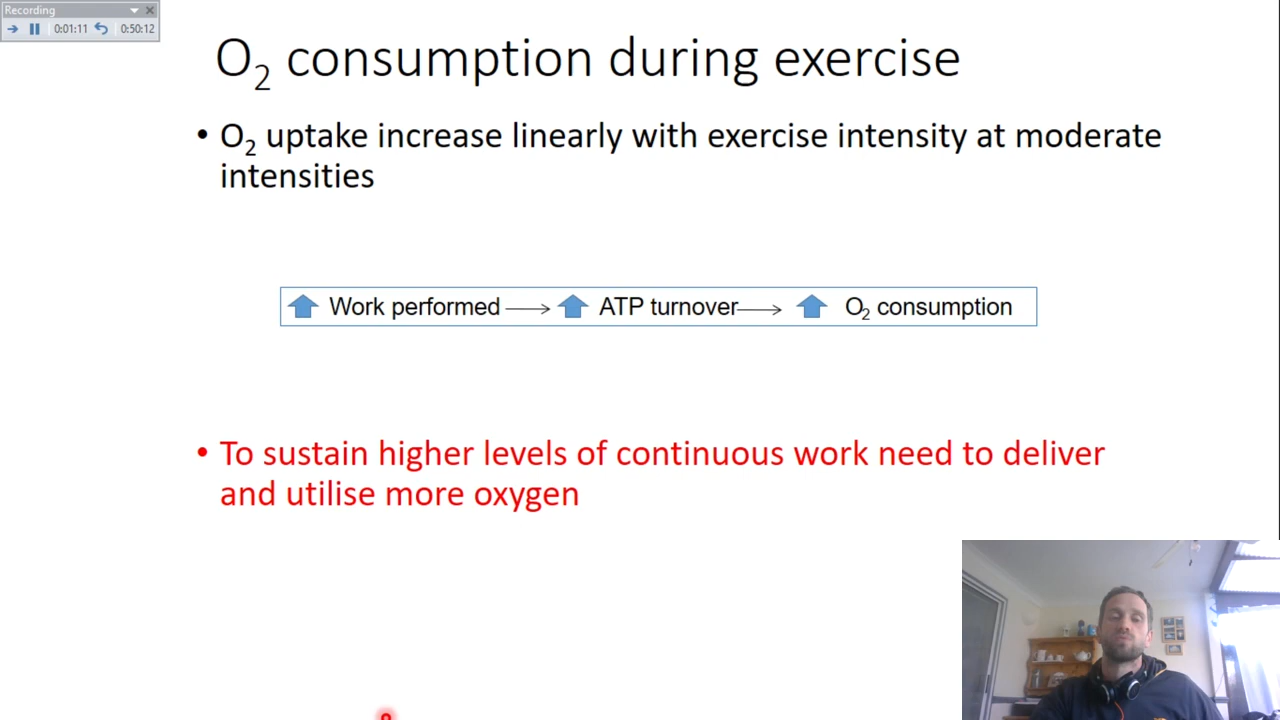 Recording
0:01:11 0:50:12
O2 consumption during exercise
• O2 uptake increase linearly with exercise intensity at moderate
intensities
Work performed → ATP turnover → O2 consumption
• To sustain higher levels of continuous work need to deliver
and utilise more oxygen